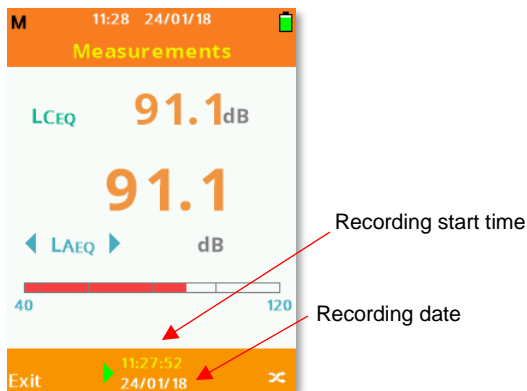 M 11:28 24/01/18
Measurements
LCEQ 91.1dB
91.1
LAEQ dB
40 120
Recording start time
Recording date
11:27:52
Exit 24/01/18